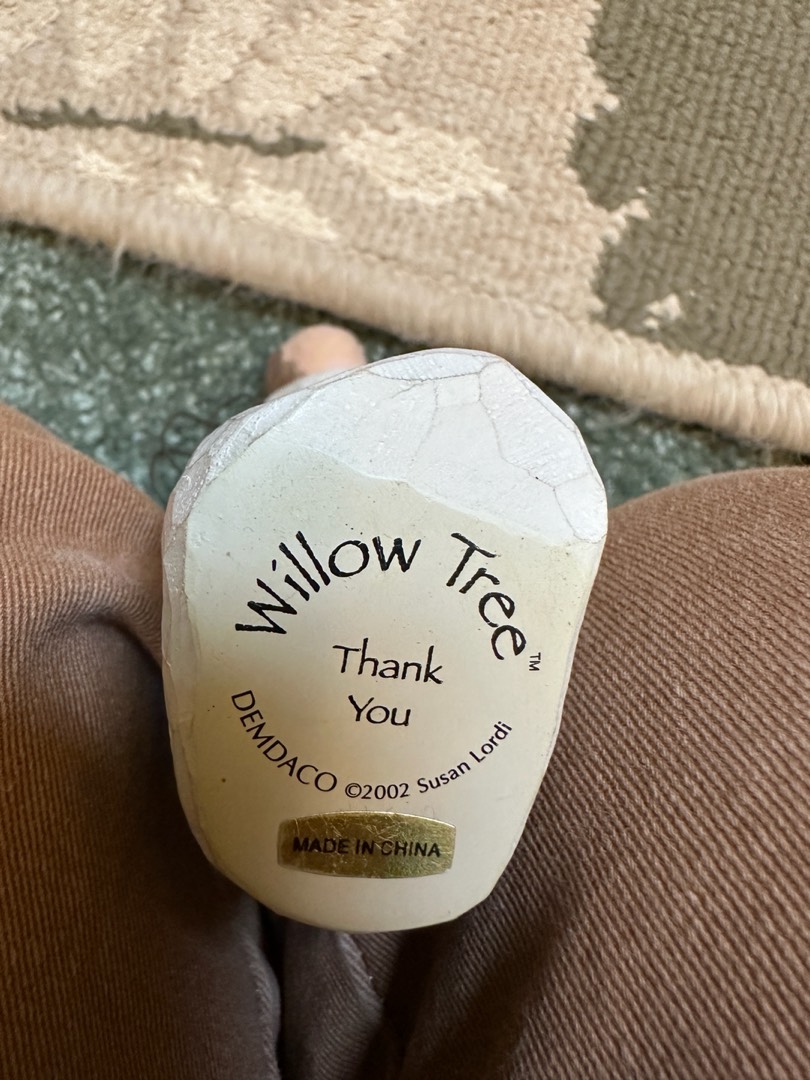 Willow Tree™
Thank
You
DEMDACO ©2002 Susan Lordi
MADE IN CHINA